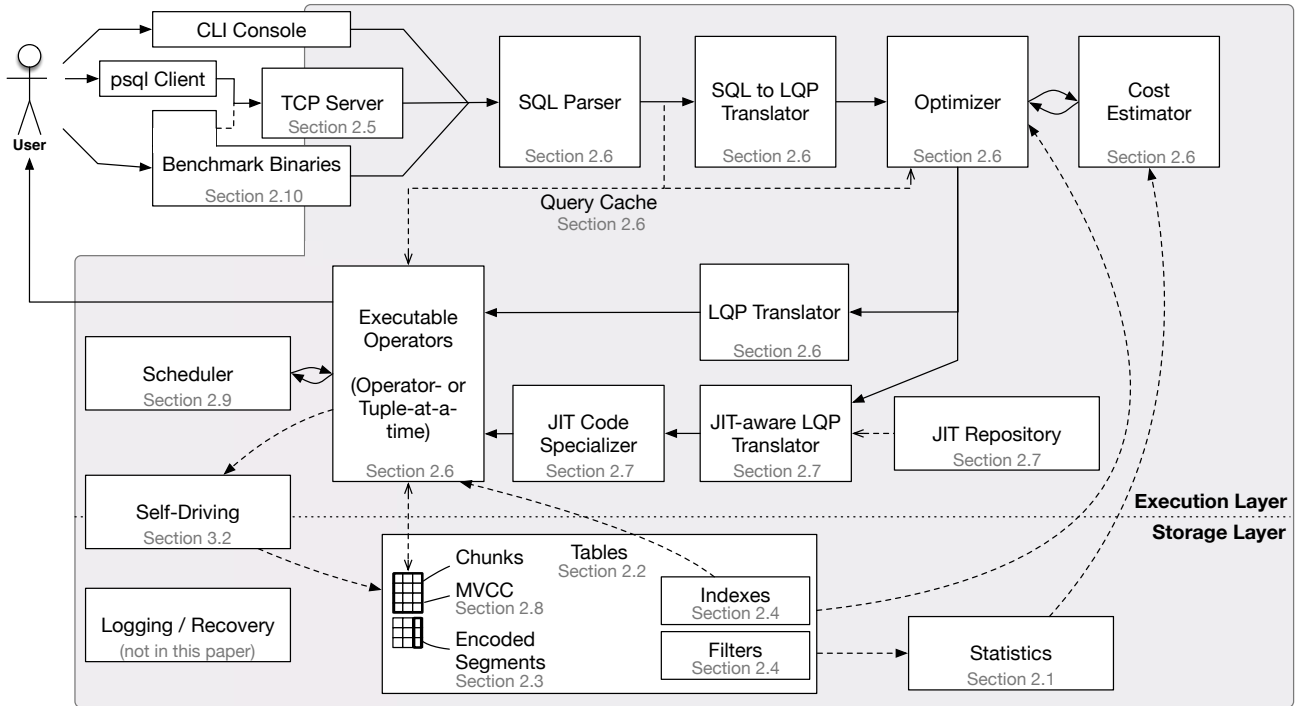 CLI Console
psql Client
TCP Server
Section 2.5
User
Benchmark Binaries
Section 2.10
SQL Parser
Section 2.6
SQL to LQP
Translator
Section 2.6
Optimizer
Section 2.6
Cost
Estimator
Section 2.6
Query Cache
Section 2.6
Executable
Operators
(Operator- or
Tuple-at-a-
time)
Section 2.6
LQP Translator
Section 2.6
Scheduler
Section 2.9
JIT Code
Specializer
Section 2.7
JIT-aware LQP
Translator
Section 2.7
JIT Repository
Section 2.7
Self-Driving
Section 3.2
Execution Layer
Storage Layer
Logging / Recovery
(not in this paper)
Tables
Section 2.2
Chunks
MVCC
Section 2.8
Encoded
Segments
Section 2.3
Indexes
Section 2.4
Filters
Section 2.4
Statistics
Section 2.1